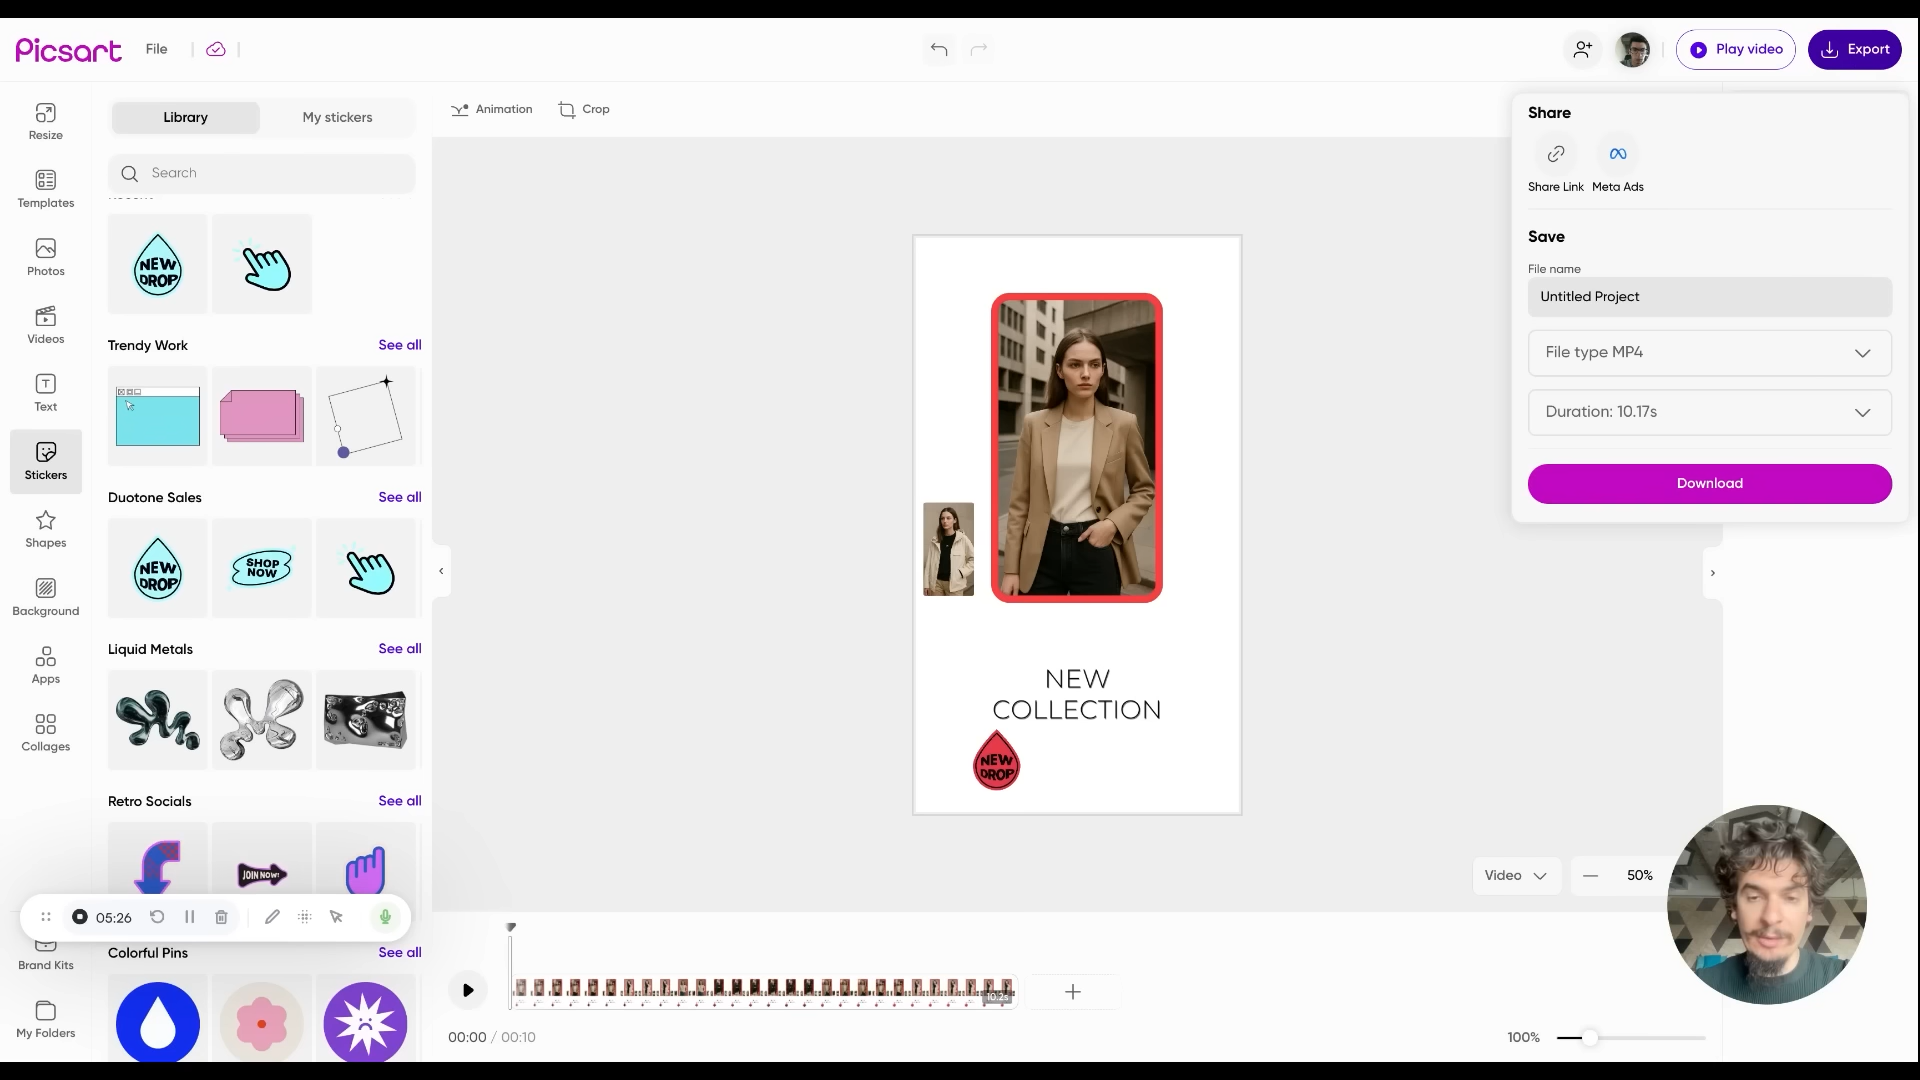 Picsart
File
Play video
Export
Resize
Templates
Photos
Videos
Text
Stickers
Shapes
Background
Apps
Collages
Brand Kits
My Folders
Library
My stickers
Search
Recent
NEW
DROP
Trendy Work
See all
Duotone Sales
See all
NEW
DROP
SHOP
NOW
Liquid Metals
See all
Retro Socials
See all
JOIN NOW!
05:26
Colorful Pins
See all
Animation
Crop
NEW
COLLECTION
NEW
DROP
Share
Share Link
Meta Ads
Save
File name
Untitled Project
File type MP4
Duration: 10.17s
Download
Video
50%
10.2s
00:00 / 00:10
100%